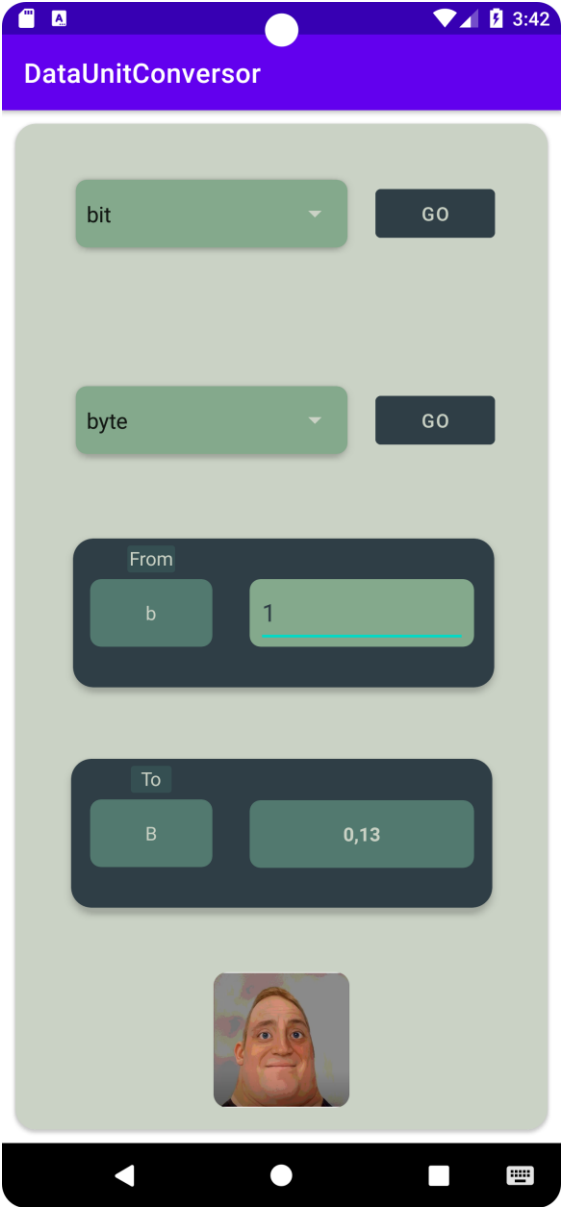 3:42
DataUnitConversor
bit
GO
byte
GO
From
b
1
To
B
0,13